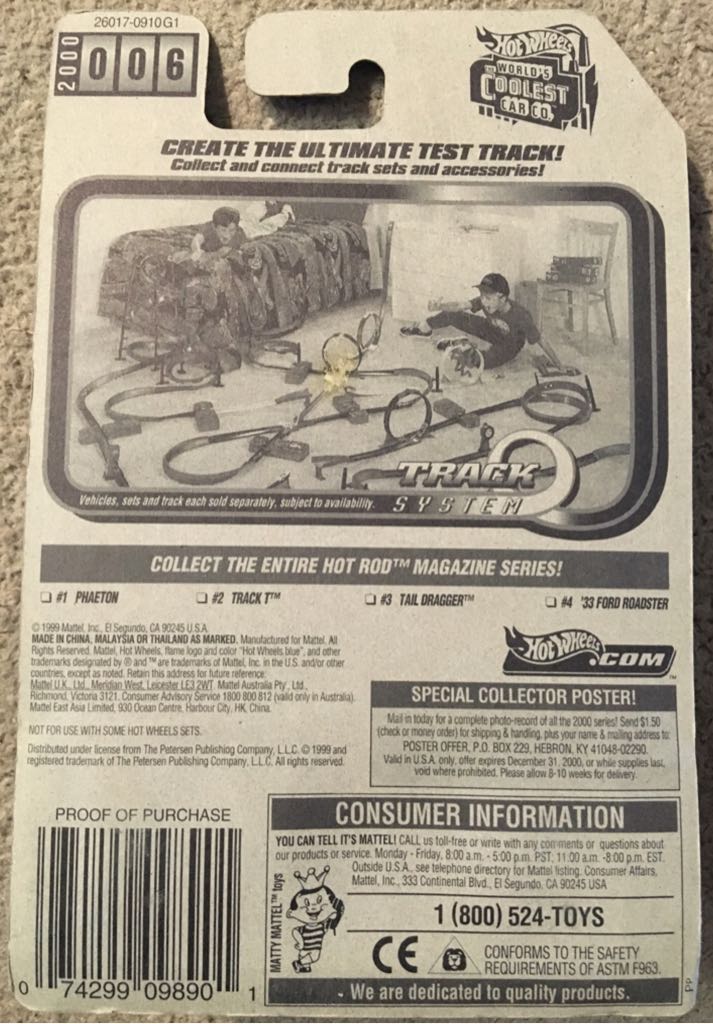 26017-0910G1
2000 006
Hot Wheels
THE WORLD'S
COOLEST
CAR CO.
CREATE THE ULTIMATE TEST TRACK!
Collect and connect track sets and accessories!
TRACK
SYSTEM
Vehicles, sets and track each sold separately, subject to availability.
COLLECT THE ENTIRE HOT ROD™ MAGAZINE SERIES!
#1 PHAETON #2 TRACK T™ #3 TAIL DRAGGER™ #4 '33 FORD ROADSTER
© 1999 Mattel, Inc., El Segundo, CA 90245 U.S.A.
MADE IN CHINA, MALAYSIA OR THAILAND AS MARKED. Manufactured for Mattel. All
Rights Reserved. Mattel, Hot Wheels, flame logo and color "Hot Wheels blue", and other
trademarks designated by ® and ™ are trademarks of Mattel, Inc. in the U.S. and/or other
countries, except as noted. Retain this address for future reference:
Mattel U.K., Ltd., Meridian West, Leicester LE3 2WT. Mattel Australia Pty., Ltd.,
Richmond, Victoria 3121. Consumer Advisory Service 1800 800 812 (valid only in Australia).
Mattel East Asia Limited, 930 Ocean Centre, Harbour City, HK, China.
NOT FOR USE WITH SOME HOT WHEELS SETS.
Distributed under license from The Petersen Publishing Company, L.L.C. © 1999 and
registered trademark of The Petersen Publishing Company, L.L.C. All rights reserved.
Hot Wheels .COM™
SPECIAL COLLECTOR POSTER!
Mail in today for a complete photo-record of all the 2000 series! Send $1.50
(check or money order) for shipping & handling, plus your name & mailing address to:
POSTER OFFER, P.O. BOX 229, HEBRON, KY 41048-02290.
Valid in U.S.A. only, offer expires December 31, 2000, or while supplies last,
void where prohibited. Please allow 8-10 weeks for delivery.
PROOF OF PURCHASE
0 74299 09890 1
CONSUMER INFORMATION
YOU CAN TELL IT'S MATTEL! CALL us toll-free or write with any comments or questions about
our products or service. Monday - Friday, 8:00 a.m. - 5:00 p.m. PST; 11:00 a.m. -8:00 p.m. EST.
Outside U.S.A., see telephone directory for Mattel listing. Consumer Affairs,
Mattel, Inc., 333 Continental Blvd., El Segundo, CA 90245 USA
MATTY MATTEL™ toys
1 (800) 524-TOYS
CE
CONFORMS TO THE SAFETY
REQUIREMENTS OF ASTM F963.
- We are dedicated to quality products.
PP